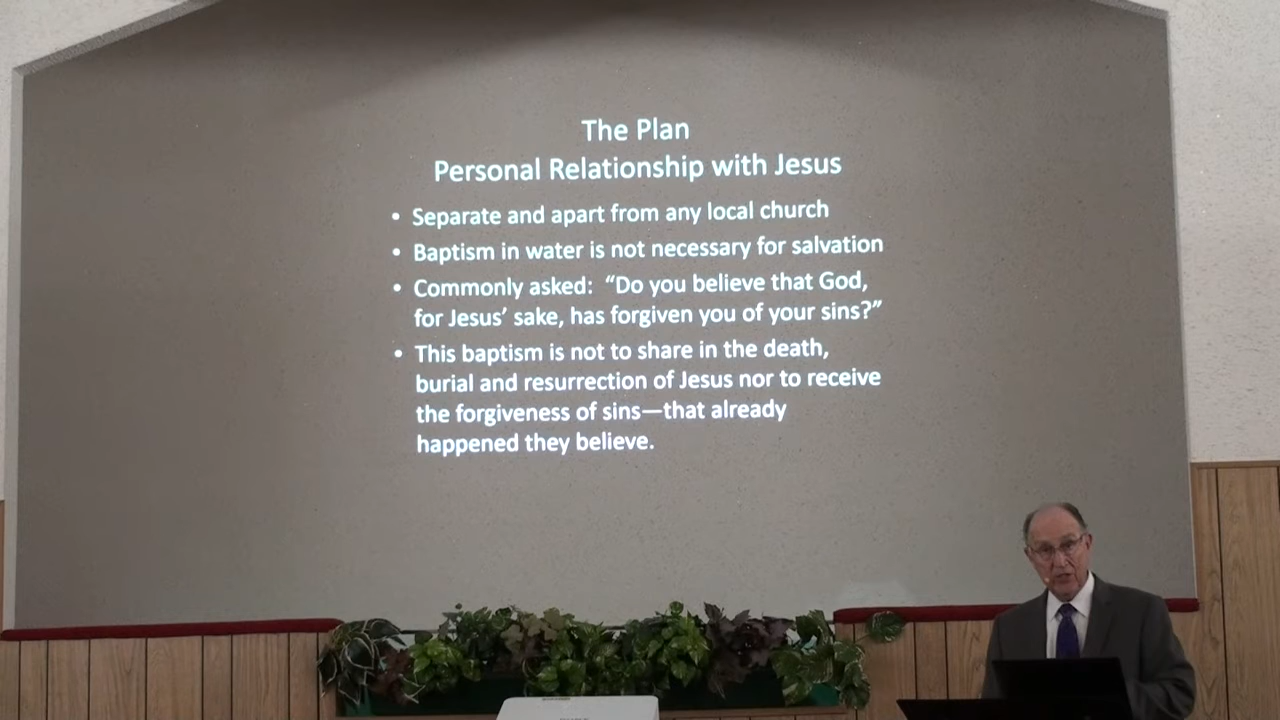 The Plan
Personal Relationship with Jesus
• Separate and apart from any local church
• Baptism in water is not necessary for salvation
• Commonly asked:  “Do you believe that God,
for Jesus’ sake, has forgiven you of your sins?”
• This baptism is not to share in the death,
burial and resurrection of Jesus nor to receive
the forgiveness of sins—that already
happened they believe.